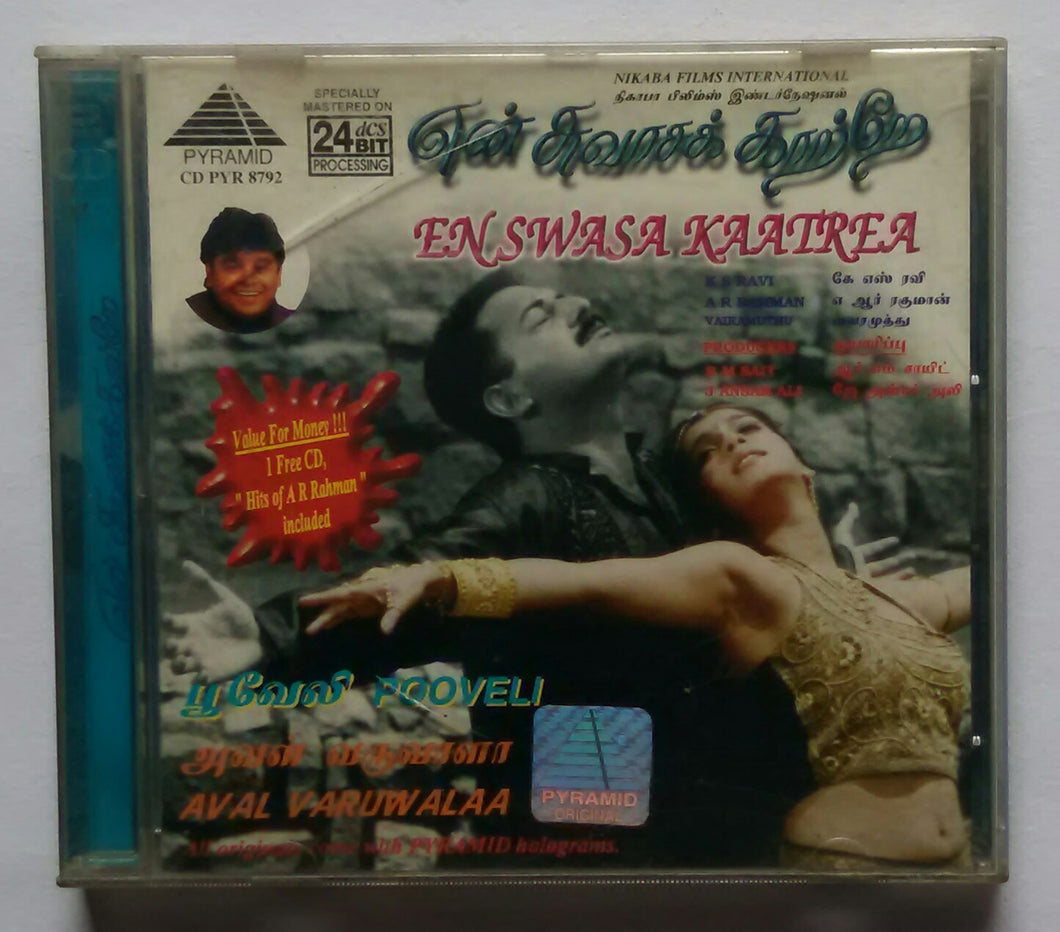 NIKABA FILMS INTERNATIONAL
நிகாபா பிலிம்ஸ் இண்டர்நேஷனல்
SPECIALLY
MASTERED ON
24 dCS
BIT
PROCESSING
PYRAMID
CD PYR 8792
என் சுவாசக் காற்றே
EN SWASA KAATREA
K S RAVI கே எஸ் ரவி
A R RAHMAN எ ஆர் ரகுமான்
VAIRAMUTHU வைரமுத்து
PRODUCERS தயாரிப்பு
R M SAIT ஆர் எம் சாயிட்
J ANSAR ALI ஜே அன்சர் அலி
Value For Money !!!
1 Free CD,
" Hits of A R Rahman "
included
பூவேலி POOVELI
அவள் வருவாளா
AVAL VARUWALAA
PYRAMID
ORIGINAL
All originals come with PYRAMID holograms.